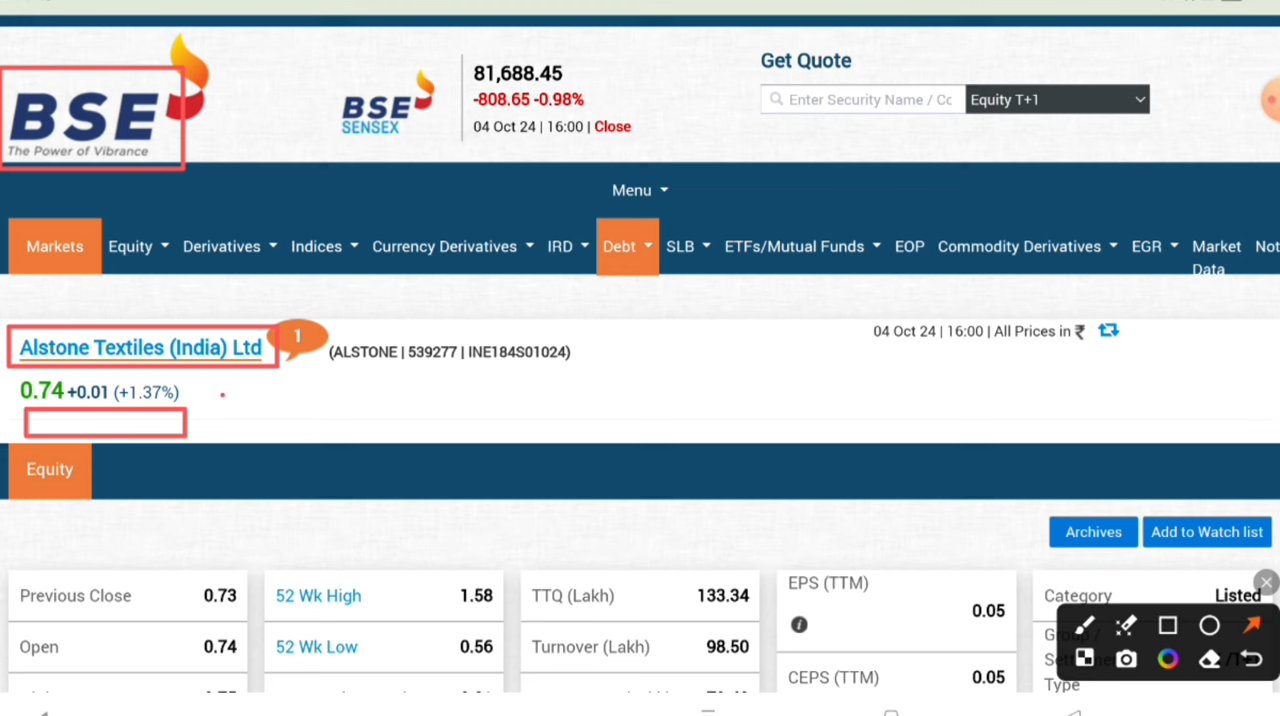 BSE
The Power of Vibrance
BSE
SENSEX
81,688.45
-808.65 -0.98%
04 Oct 24 | 16:00 | Close
Get Quote
Enter Security Name / Cc
Equity T+1
Menu
Markets Equity Derivatives Indices Currency Derivatives IRD Debt SLB ETFs/Mutual Funds EOP Commodity Derivatives EGR Market Data Not
Alstone Textiles (India) Ltd
1
(ALSTONE | 539277 | INE184S01024)
04 Oct 24 | 16:00 | All Prices in ₹
0.74 +0.01 (+1.37%)
Equity
Archives
Add to Watch list
Previous Close 0.73
Open 0.74
52 Wk High 1.58
52 Wk Low 0.56
TTQ (Lakh) 133.34
Turnover (Lakh) 98.50
EPS (TTM) 0.05
CEPS (TTM) 0.05
Category Listed
Group /
Type